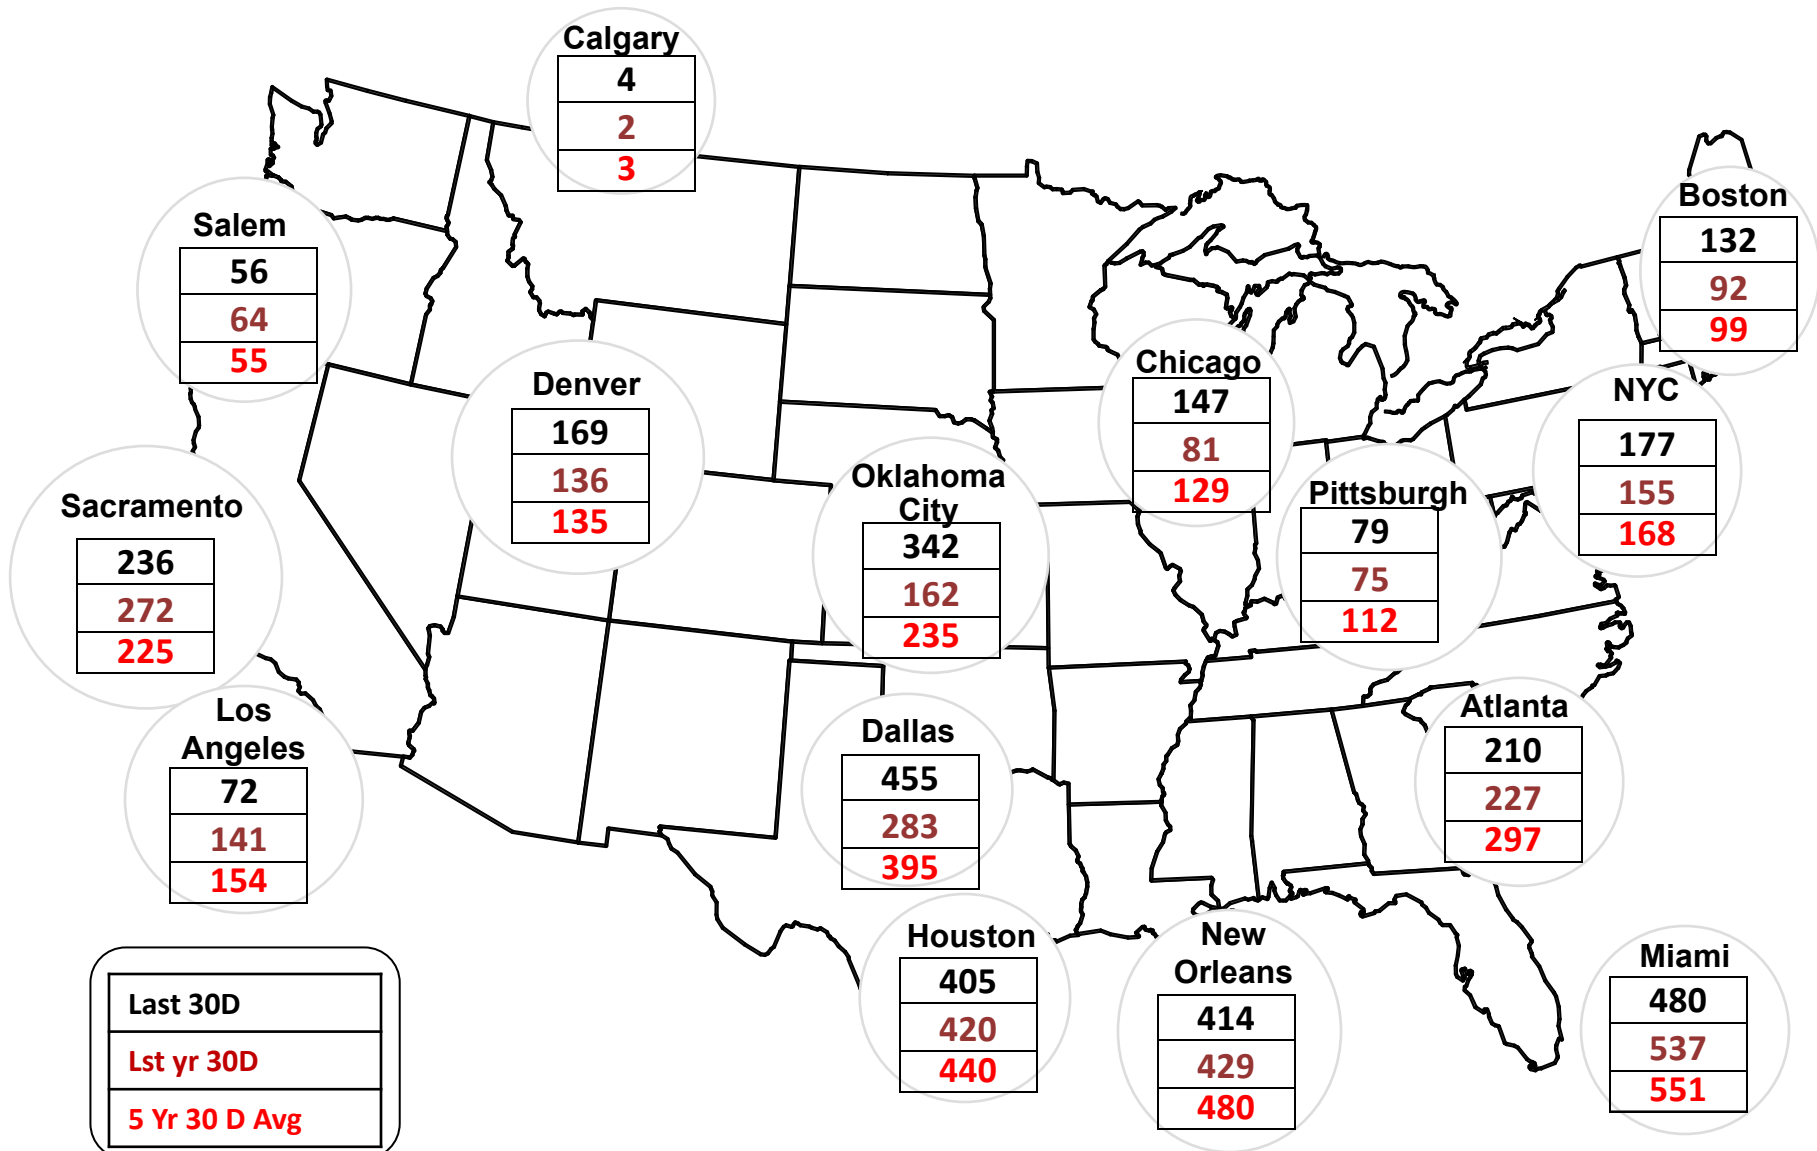 Calgary
4
2
3
Salem
56
64
55
Boston
132
92
99
Chicago
147
81
129
Denver
169
136
135
NYC
177
155
168
Oklahoma
City
342
162
235
Pittsburgh
79
75
112
Sacramento
236
272
225
Los
Angeles
72
141
154
Dallas
455
283
395
Atlanta
210
227
297
Houston
405
420
440
New
Orleans
414
429
480
Miami
480
537
551
Last 30D
Lst yr 30D
5 Yr 30 D Avg